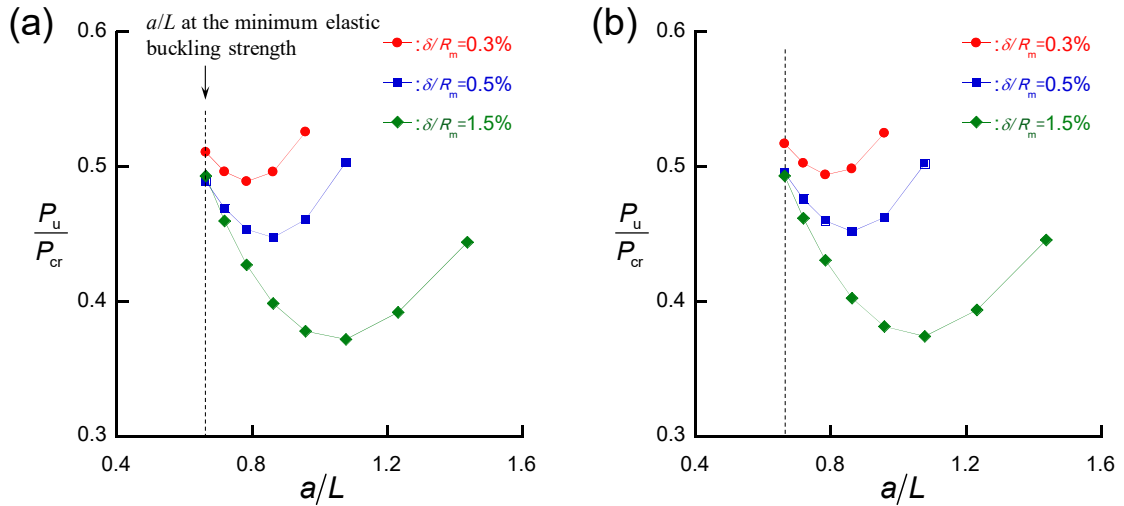 (a)
a/L at the minimum elastic
buckling strength
:δ/Rm=0.3%
:δ/Rm=0.5%
:δ/Rm=1.5%
0.6
0.5
0.4
0.3
Pu
Pcr
0.4
0.8
1.2
1.6
a/L
(b)
:δ/Rm=0.3%
:δ/Rm=0.5%
:δ/Rm=1.5%
0.6
0.5
0.4
0.3
Pu
Pcr
0.4
0.8
1.2
1.6
a/L